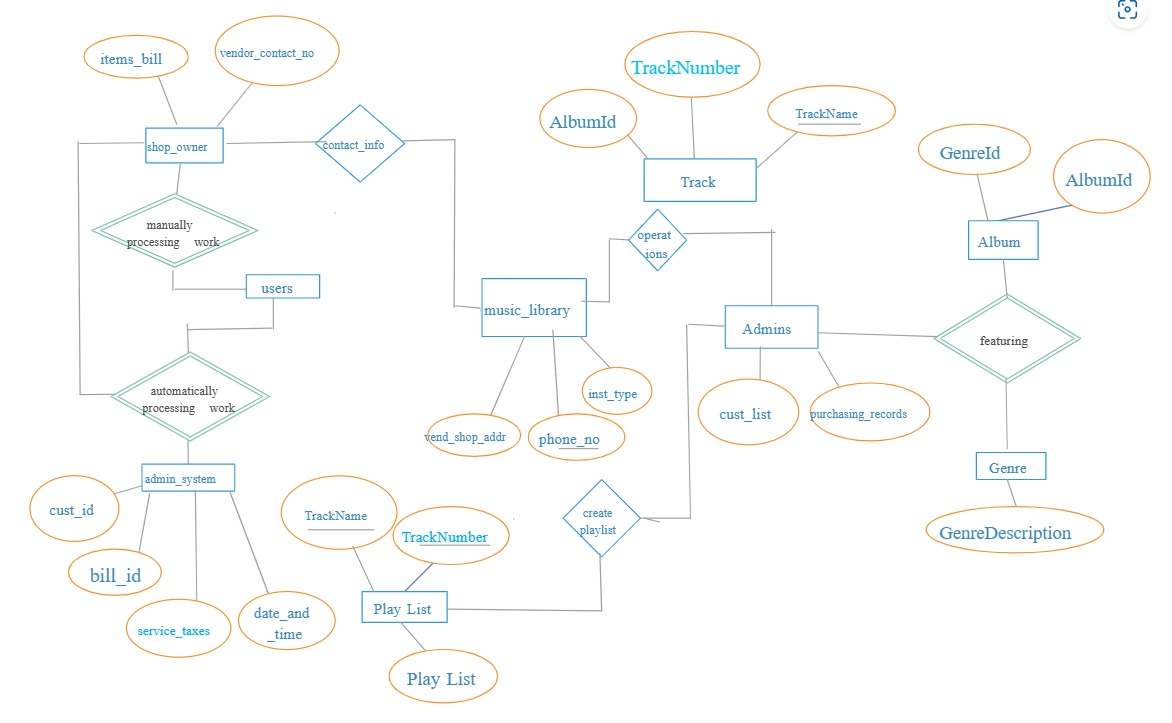 items_bill
vendor_contact_no
TrackNumber
AlbumId
TrackName
shop_owner
contact_info
Track
GenreId
AlbumId
manually
processing work
operat
ions
Album
users
music_library
Admins
featuring
automatically
processing work
inst_type
cust_list
purchasing_records
vend_shop_addr
phone_no
Genre
admin_system
cust_id
TrackName
TrackNumber
create
playlist
GenreDescription
bill_id
service_taxes
date_and
_time
Play List
Play List